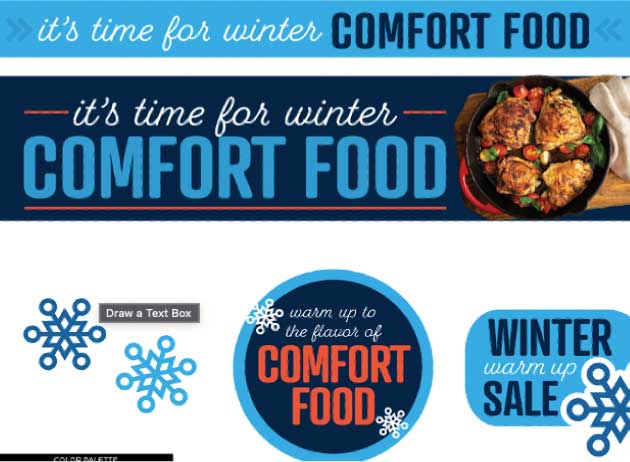 it's time for winter COMFORT FOOD
it's time for winter
COMFORT FOOD
Draw a Text Box
warm up to
the flavor of
COMFORT
FOOD
WINTER
warm up
SALE
COLOR PALETTE